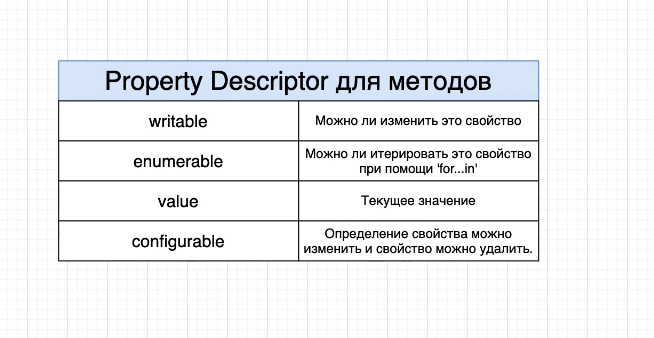 Property Descriptor для методов
writable
Можно ли изменить это свойство
enumerable
Можно ли итерировать это свойство
при помощи 'for...in'
value
Текущее значение
configurable
Определение свойства можно
изменить и свойство можно удалить.